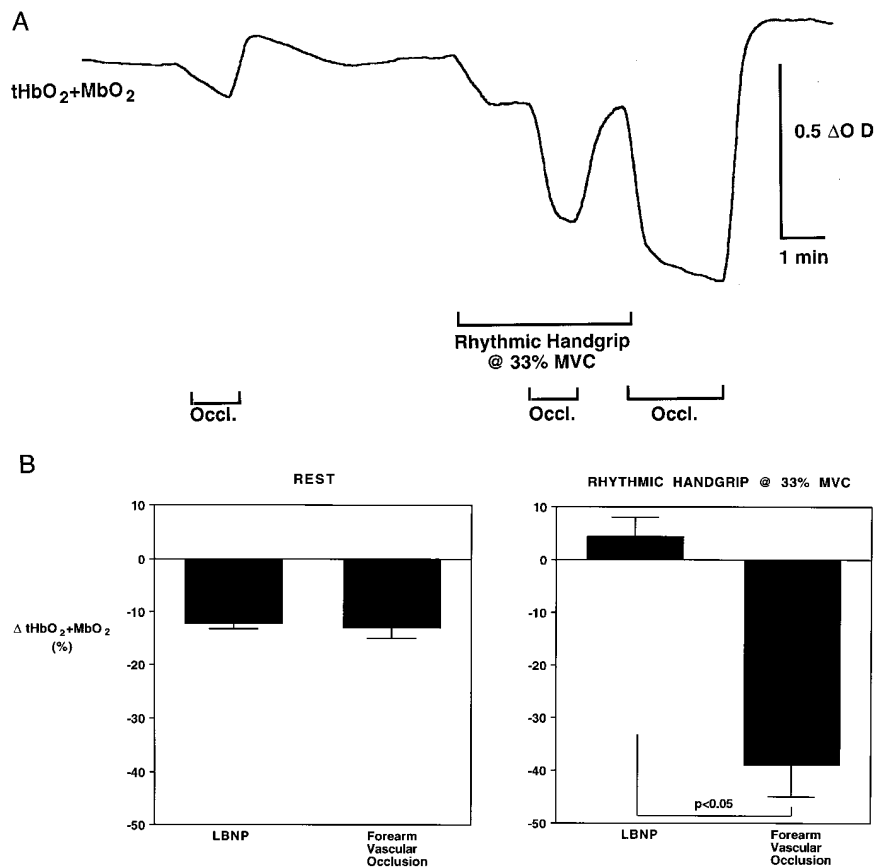 A
tHbO₂+MbO₂
0.5 ΔO D
1 min
Rhythmic Handgrip
@ 33% MVC
Occl.
Occl.
Occl.
B
REST
10
0
-10
-20
-30
-40
-50
Δ tHbO₂+MbO₂
(%)
LBNP
Forearm
Vascular
Occlusion
RHYTHMIC HANDGRIP @ 33% MVC
10
0
-10
-20
-30
-40
-50
p<0.05
LBNP
Forearm
Vascular
Occlusion